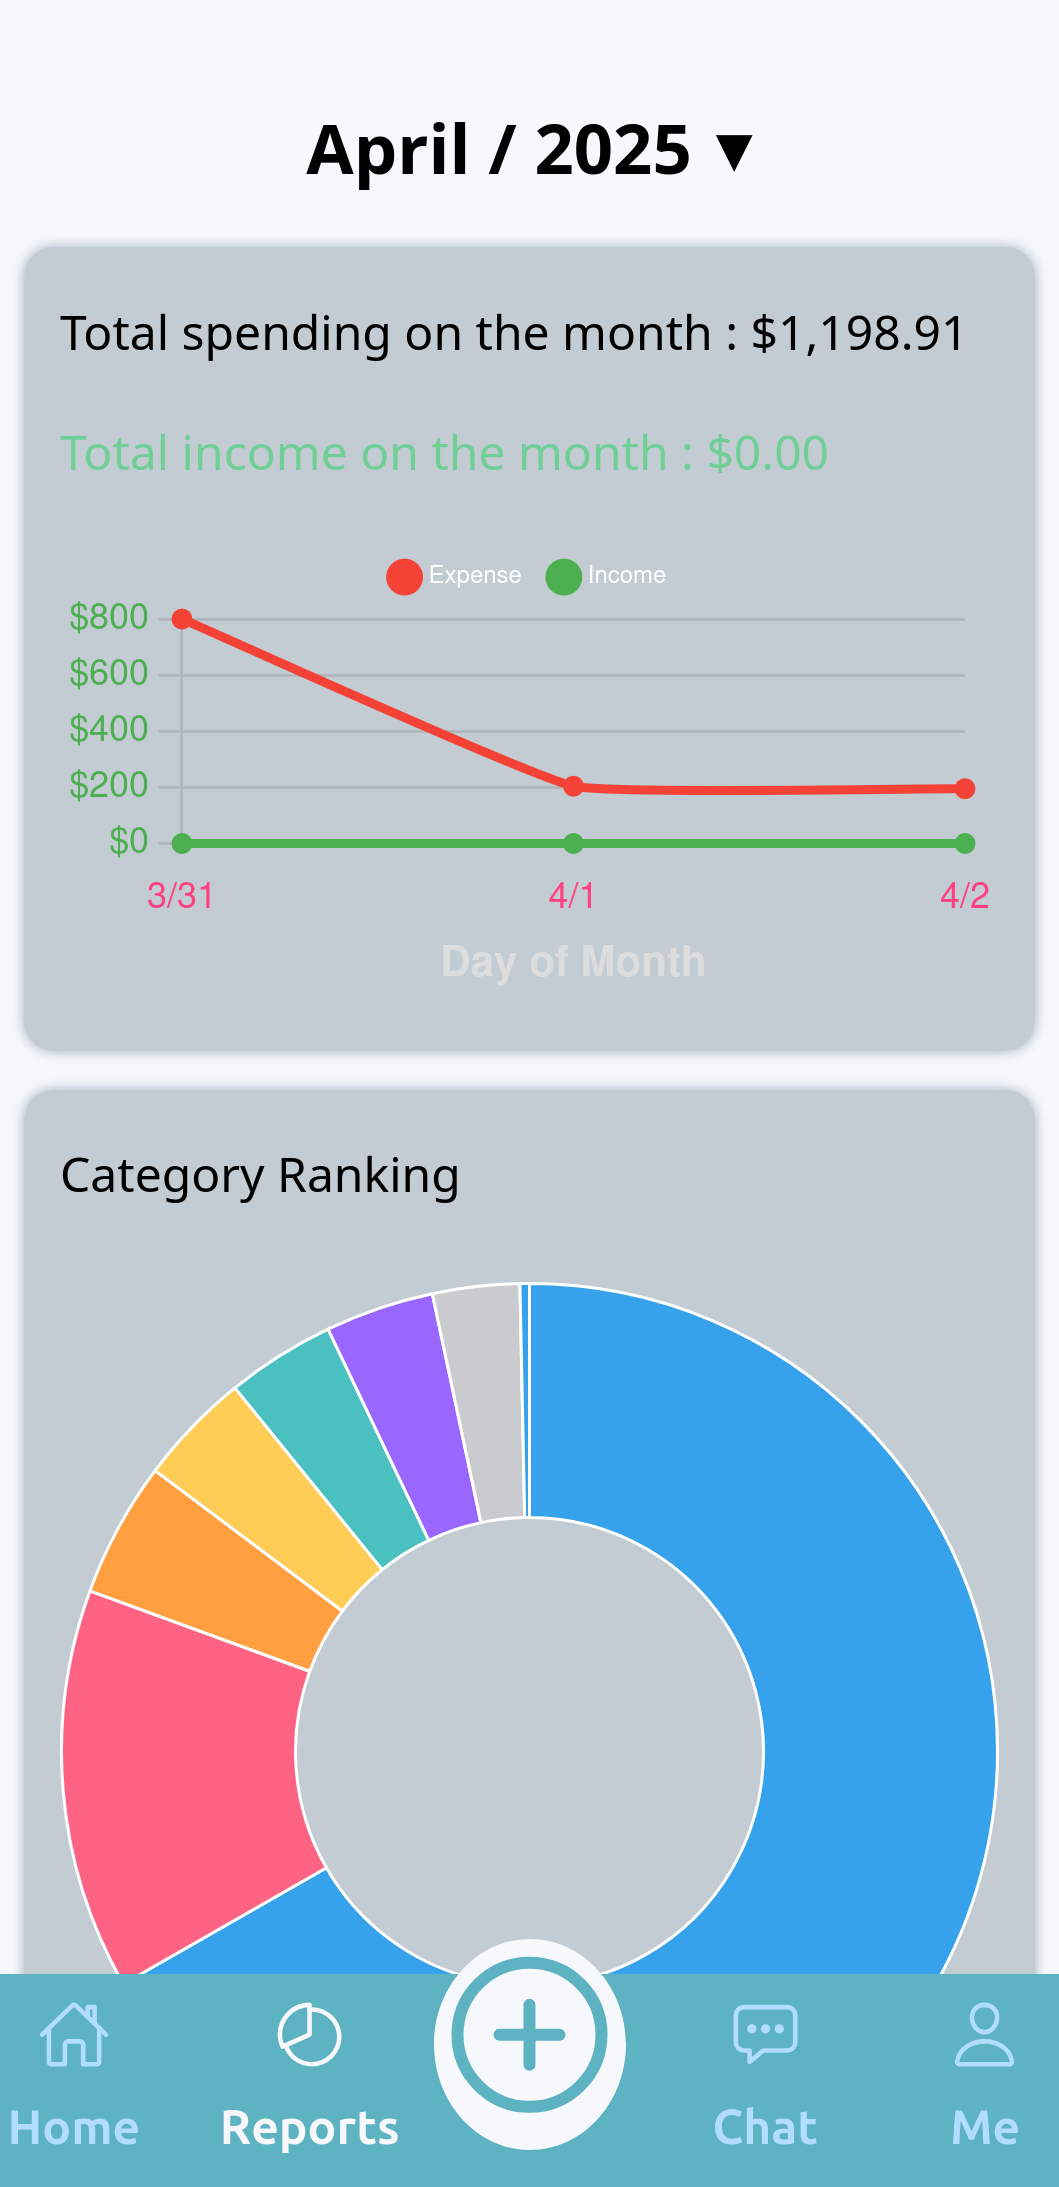 April / 2025 ▼
Total spending on the month : $1,198.91
Total income on the month : $0.00
Expense Income
$800
$600
$400
$200
$0
3/31 4/1 4/2
Day of Month
Category Ranking
Home Reports Chat Me